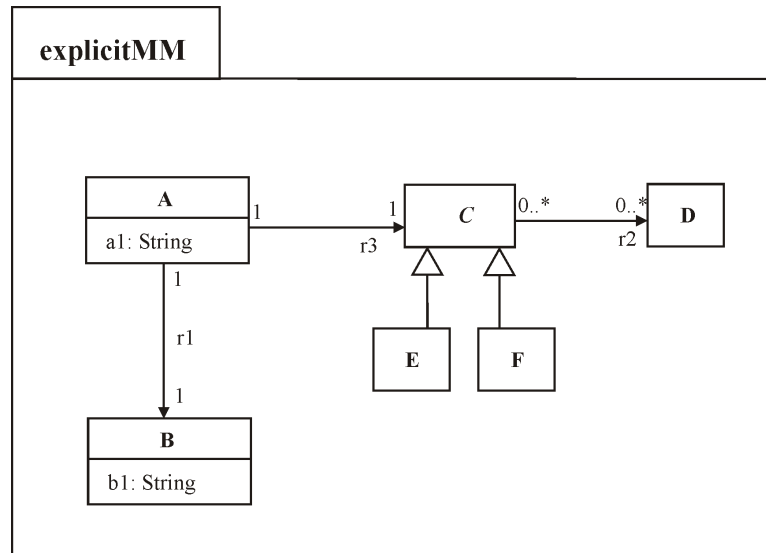 explicitMM
A
a1: String
1
1
r3
C
0..*
0..*
r2
D
1
r1
1
E
F
B
b1: String